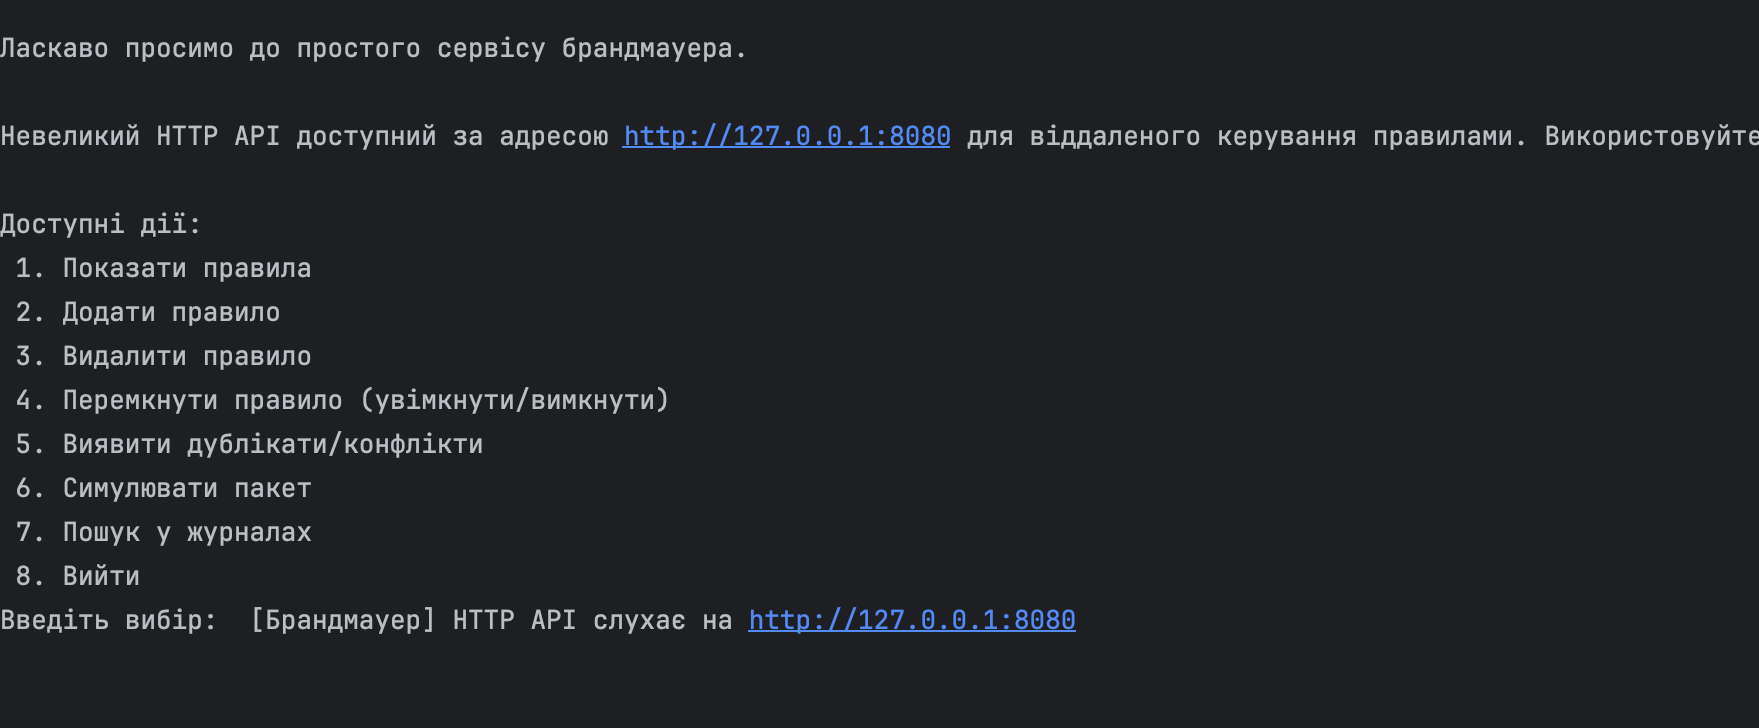 Ласкаво просимо до простого сервісу брандмауера.
Невеликий HTTP API доступний за адресою http://127.0.0.1:8080 для віддаленого керування правилами. Використовуйте
Доступні дії:
1. Показати правила
2. Додати правило
3. Видалити правило
4. Перемкнути правило (увімкнути/вимкнути)
5. Виявити дублікати/конфлікти
6. Симулювати пакет
7. Пошук у журналах
8. Вийти
Введіть вибір:  [Брандмауер] HTTP API слухає на http://127.0.0.1:8080